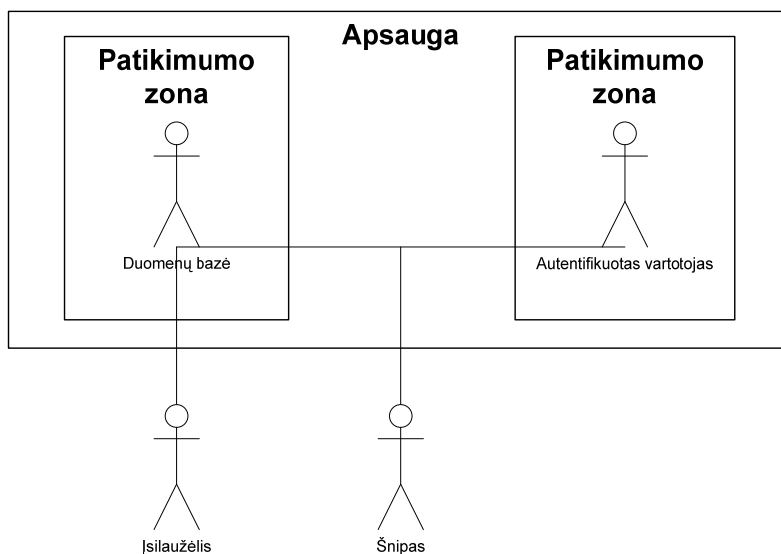 Apsauga
Patikimumo
zona
Duomenų bazė
Patikimumo
zona
Autentifikuotas vartotojas
Įsilaužėlis
Šnipas